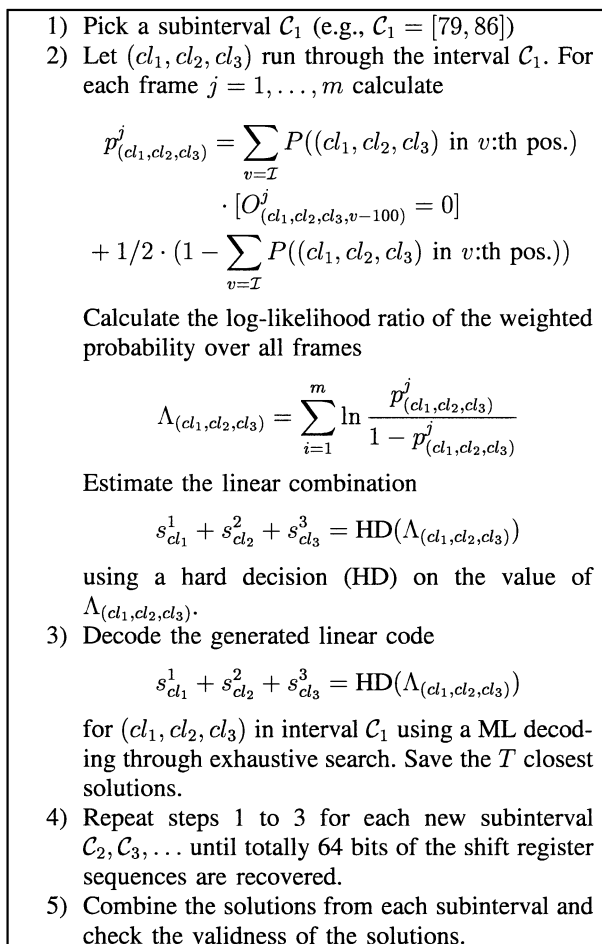 1) Pick a subinterval 𝒞₁ (e.g., 𝒞₁ = [79, 86])
2) Let (cl₁, cl₂, cl₃) run through the interval 𝒞₁. For
each frame j = 1, . . . , m calculate
p^j_(cl₁,cl₂,cl₃) = ∑_{v=ℐ} P((cl₁, cl₂, cl₃) in v:th pos.)
· [O^j_(cl₁,cl₂,cl₃,v−100) = 0]
+ 1/2 · (1 − ∑_{v=ℐ} P((cl₁, cl₂, cl₃) in v:th pos.))
Calculate the log-likelihood ratio of the weighted
probability over all frames
Λ_(cl₁,cl₂,cl₃) = ∑_{i=1}^{m} ln p^j_(cl₁,cl₂,cl₃) / (1 − p^j_(cl₁,cl₂,cl₃))
Estimate the linear combination
s¹_cl₁ + s²_cl₂ + s³_cl₃ = HD(Λ_(cl₁,cl₂,cl₃))
using a hard decision (HD) on the value of
Λ_(cl₁,cl₂,cl₃).
3) Decode the generated linear code
s¹_cl₁ + s²_cl₂ + s³_cl₃ = HD(Λ_(cl₁,cl₂,cl₃))
for (cl₁, cl₂, cl₃) in interval 𝒞₁ using a ML decod-
ing through exhaustive search. Save the T closest
solutions.
4) Repeat steps 1 to 3 for each new subinterval
𝒞₂, 𝒞₃, . . . until totally 64 bits of the shift register
sequences are recovered.
5) Combine the solutions from each subinterval and
check the validness of the solutions.